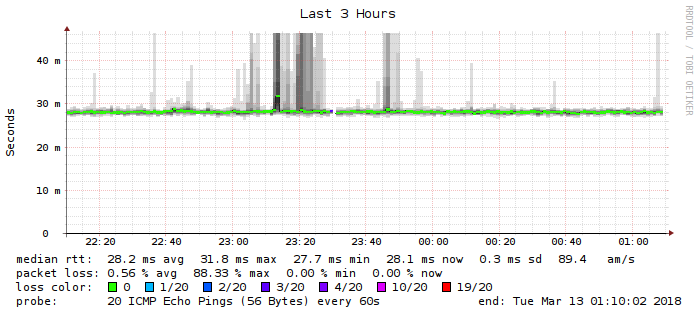 Last 3 Hours
RRDTOOL / TOBI OETIKER
Seconds
40 m
30 m
20 m
10 m
0
22:20 22:40 23:00 23:20 23:40 00:00 00:20 00:40 01:00
median rtt: 28.2 ms avg 31.8 ms max 27.7 ms min 28.1 ms now 0.3 ms sd 89.4 am/s
packet loss: 0.56 % avg 88.33 % max 0.00 % min 0.00 % now
loss color: 0 1/20 2/20 3/20 4/20 10/20 19/20
probe: 20 ICMP Echo Pings (56 Bytes) every 60s end: Tue Mar 13 01:10:02 2018